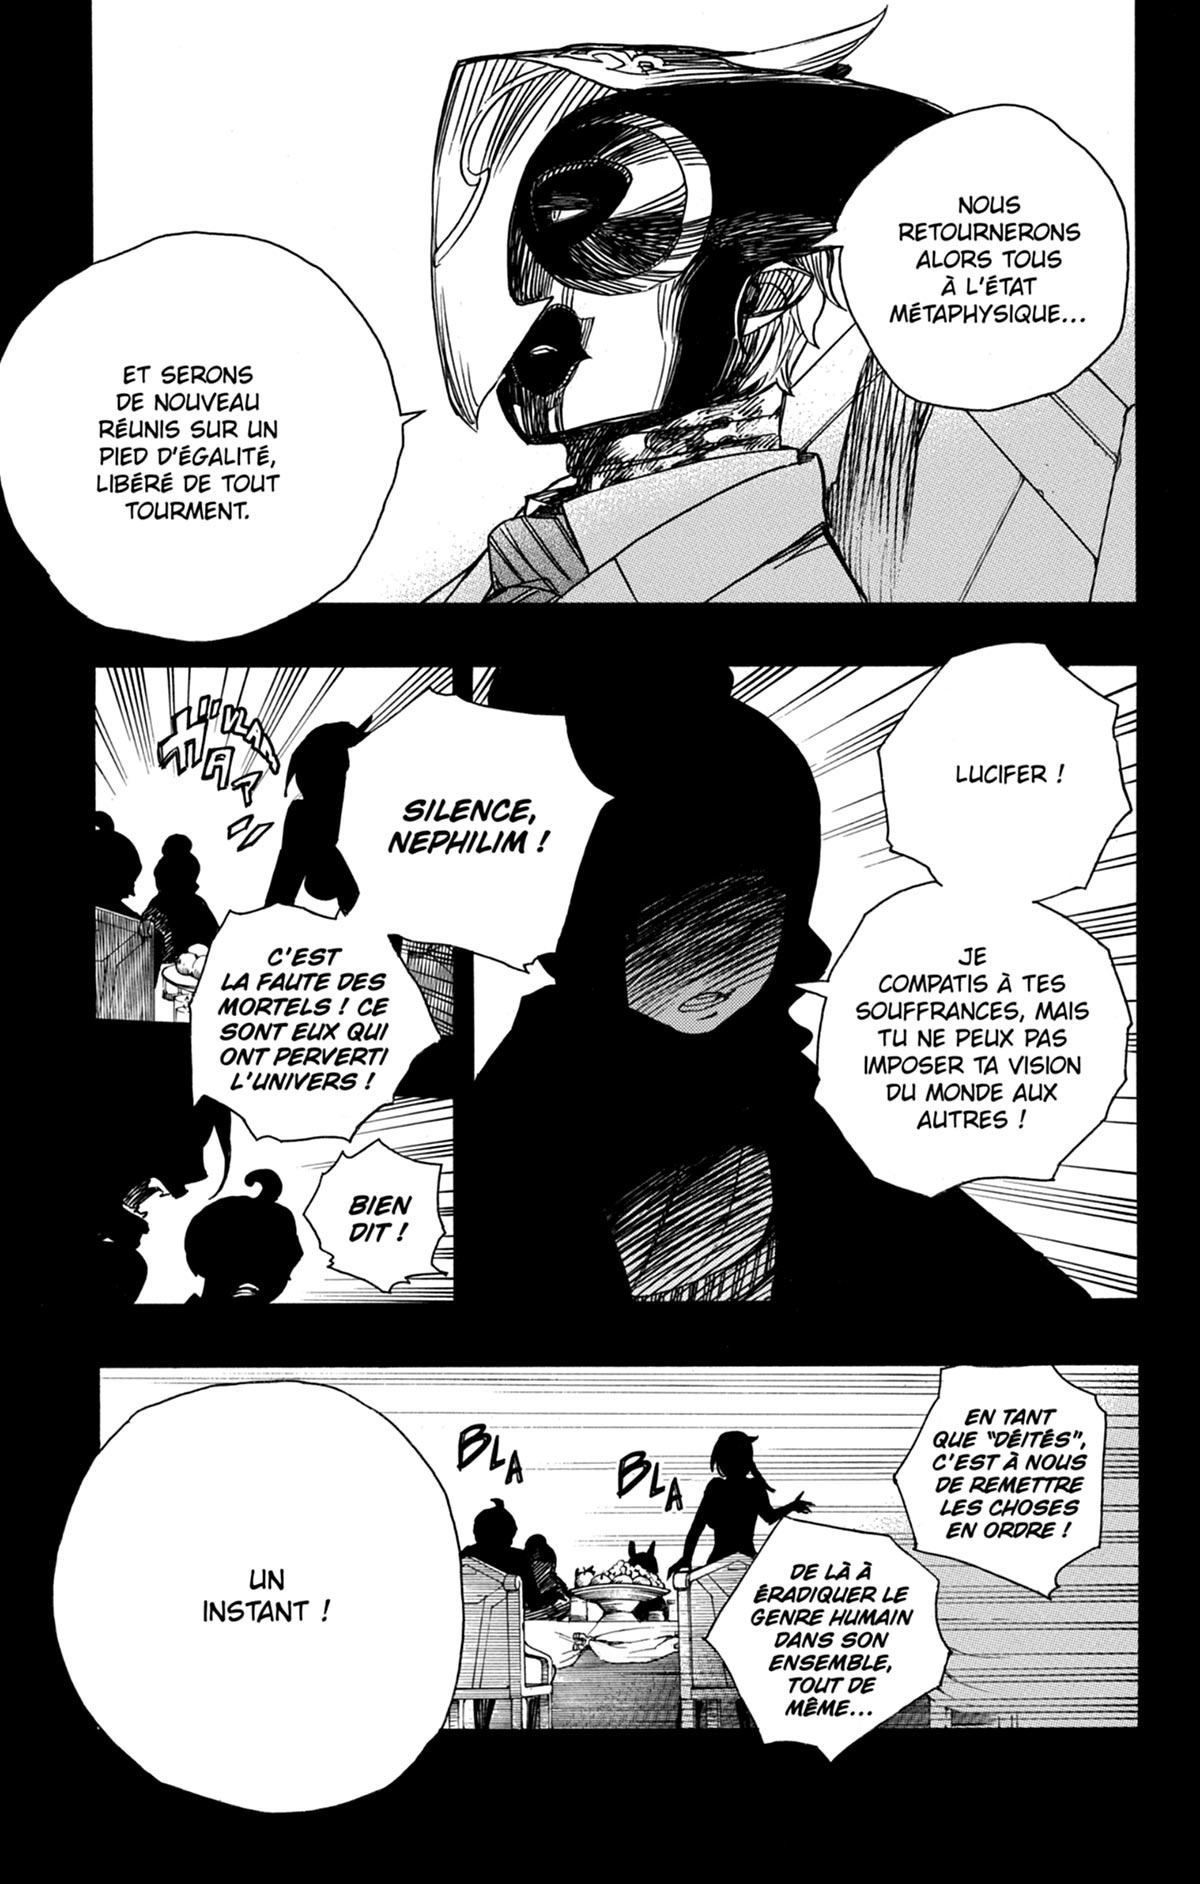 NOUS
RETOURNERONS
ALORS TOUS
À L'ÉTAT
MÉTAPHYSIQUE...
ET SERONS
DE NOUVEAU
RÉUNIS SUR UN
PIED D'ÉGALITÉ,
LIBÉRÉ DE TOUT
TOURMENT.
LUCIFER !
JE
COMPATIS À TES
SOUFFRANCES, MAIS
TU NE PEUX PAS
IMPOSER TA VISION
DU MONDE AUX
AUTRES !
SILENCE,
NEPHILIM !
VLAM
ガタン
C'EST
LA FAUTE DES
MORTELS ! CE
SONT EUX QUI
ONT PERVERTI
L'UNIVERS !
BIEN
DIT !
EN TANT
QUE "DÉITÉS",
C'EST À NOUS
DE REMETTRE
LES CHOSES
EN ORDRE !
DE LÀ À
ÉRADIQUER LE
GENRE HUMAIN
DANS SON
ENSEMBLE,
TOUT DE
MÊME...
BLA
BLA
UN
INSTANT !